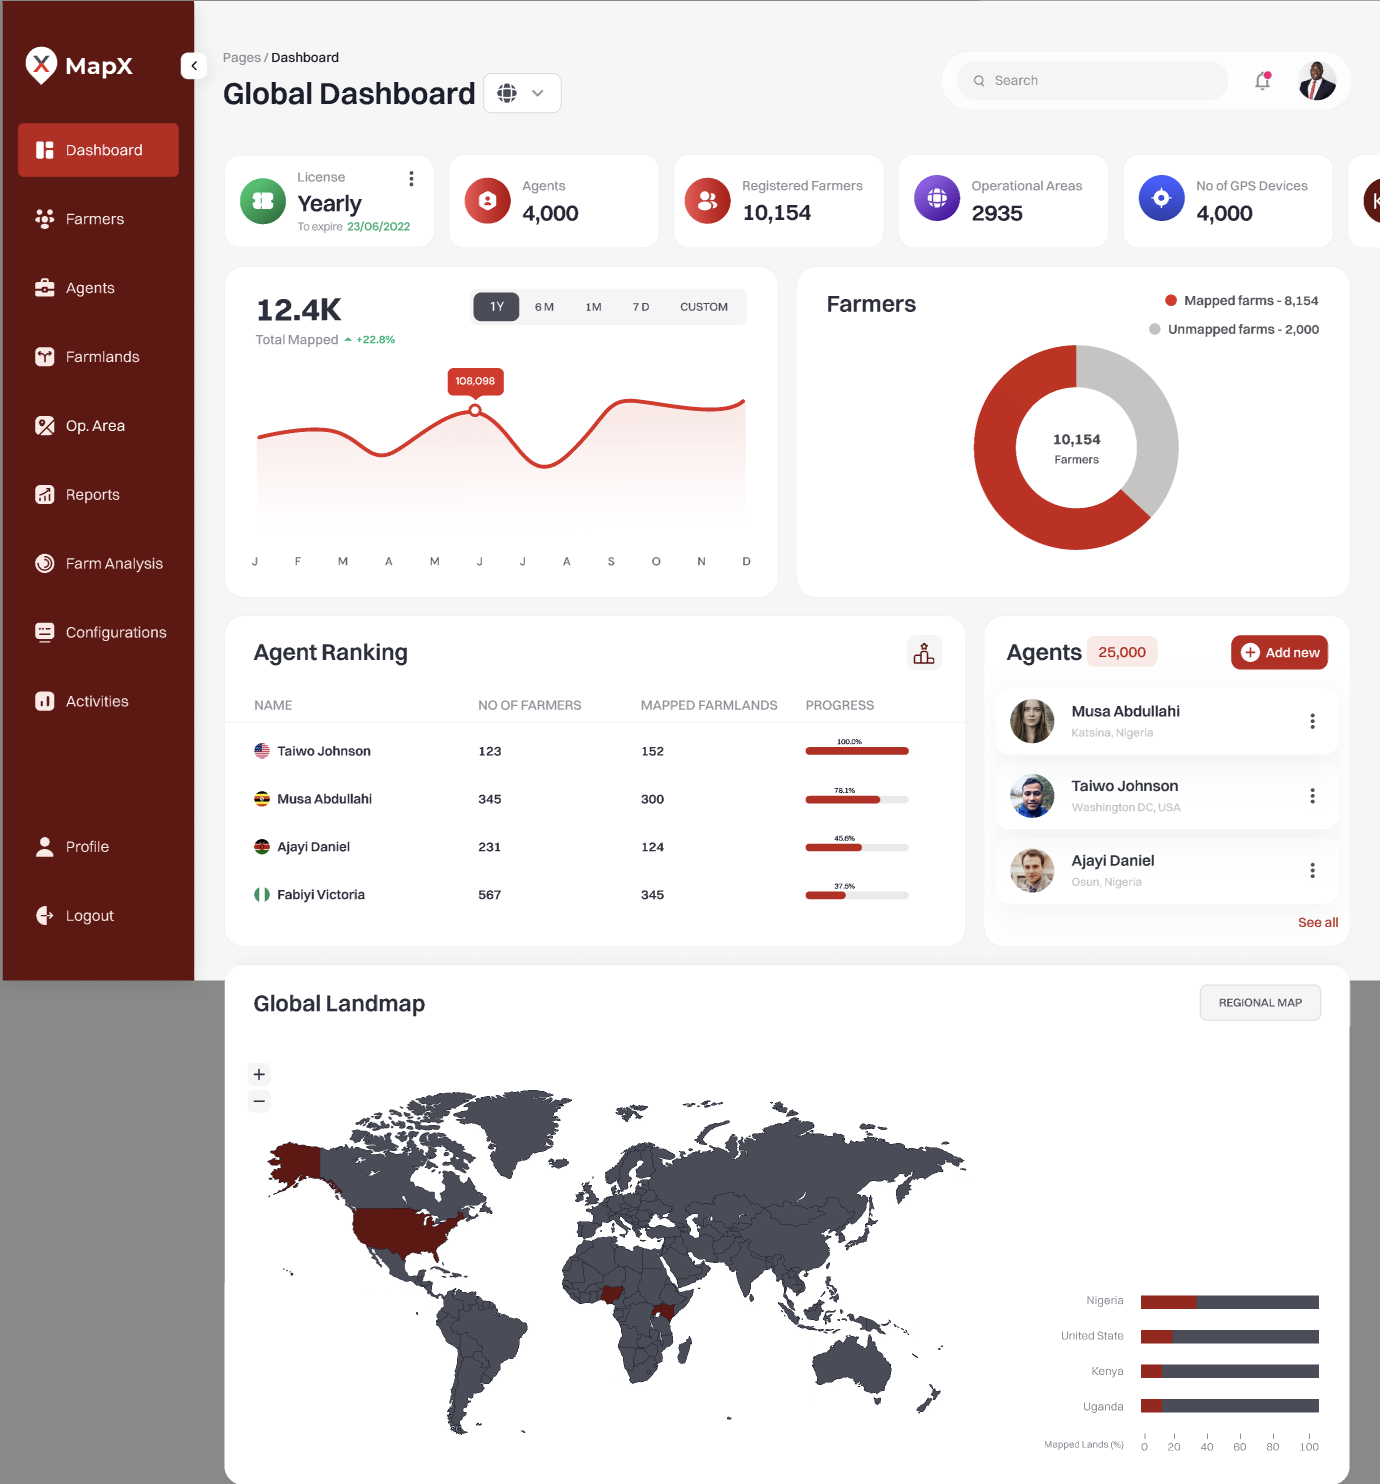 MapX
Dashboard
Farmers
Agents
Farmlands
Op. Area
Reports
Farm Analysis
Configurations
Activities
Profile
Logout
Pages / Dashboard
Global Dashboard
Search
License
Yearly
To expire 23/06/2022
Agents
4,000
Registered Farmers
10,154
Operational Areas
2935
No of GPS Devices
4,000
12.4K
Total Mapped +22.8%
1Y 6 M 1M 7 D CUSTOM
108,098
J F M A M J J A S O N D
Farmers
Mapped farms - 8,154
Unmapped farms - 2,000
10,154
Farmers
Agent Ranking
NAME NO OF FARMERS MAPPED FARMLANDS PROGRESS
Taiwo Johnson 123 152 100.0%
Musa Abdullahi 345 300 78.1%
Ajayi Daniel 231 124 45.6%
Fabiyi Victoria 567 345 37.5%
Agents 25,000
Add new
Musa Abdullahi
Katsina, Nigeria
Taiwo Johnson
Washington DC, USA
Ajayi Daniel
Osun, Nigeria
See all
Global Landmap
REGIONAL MAP
+
−
Nigeria
United State
Kenya
Uganda
Mapped Lands (%) 0 20 40 60 80 100